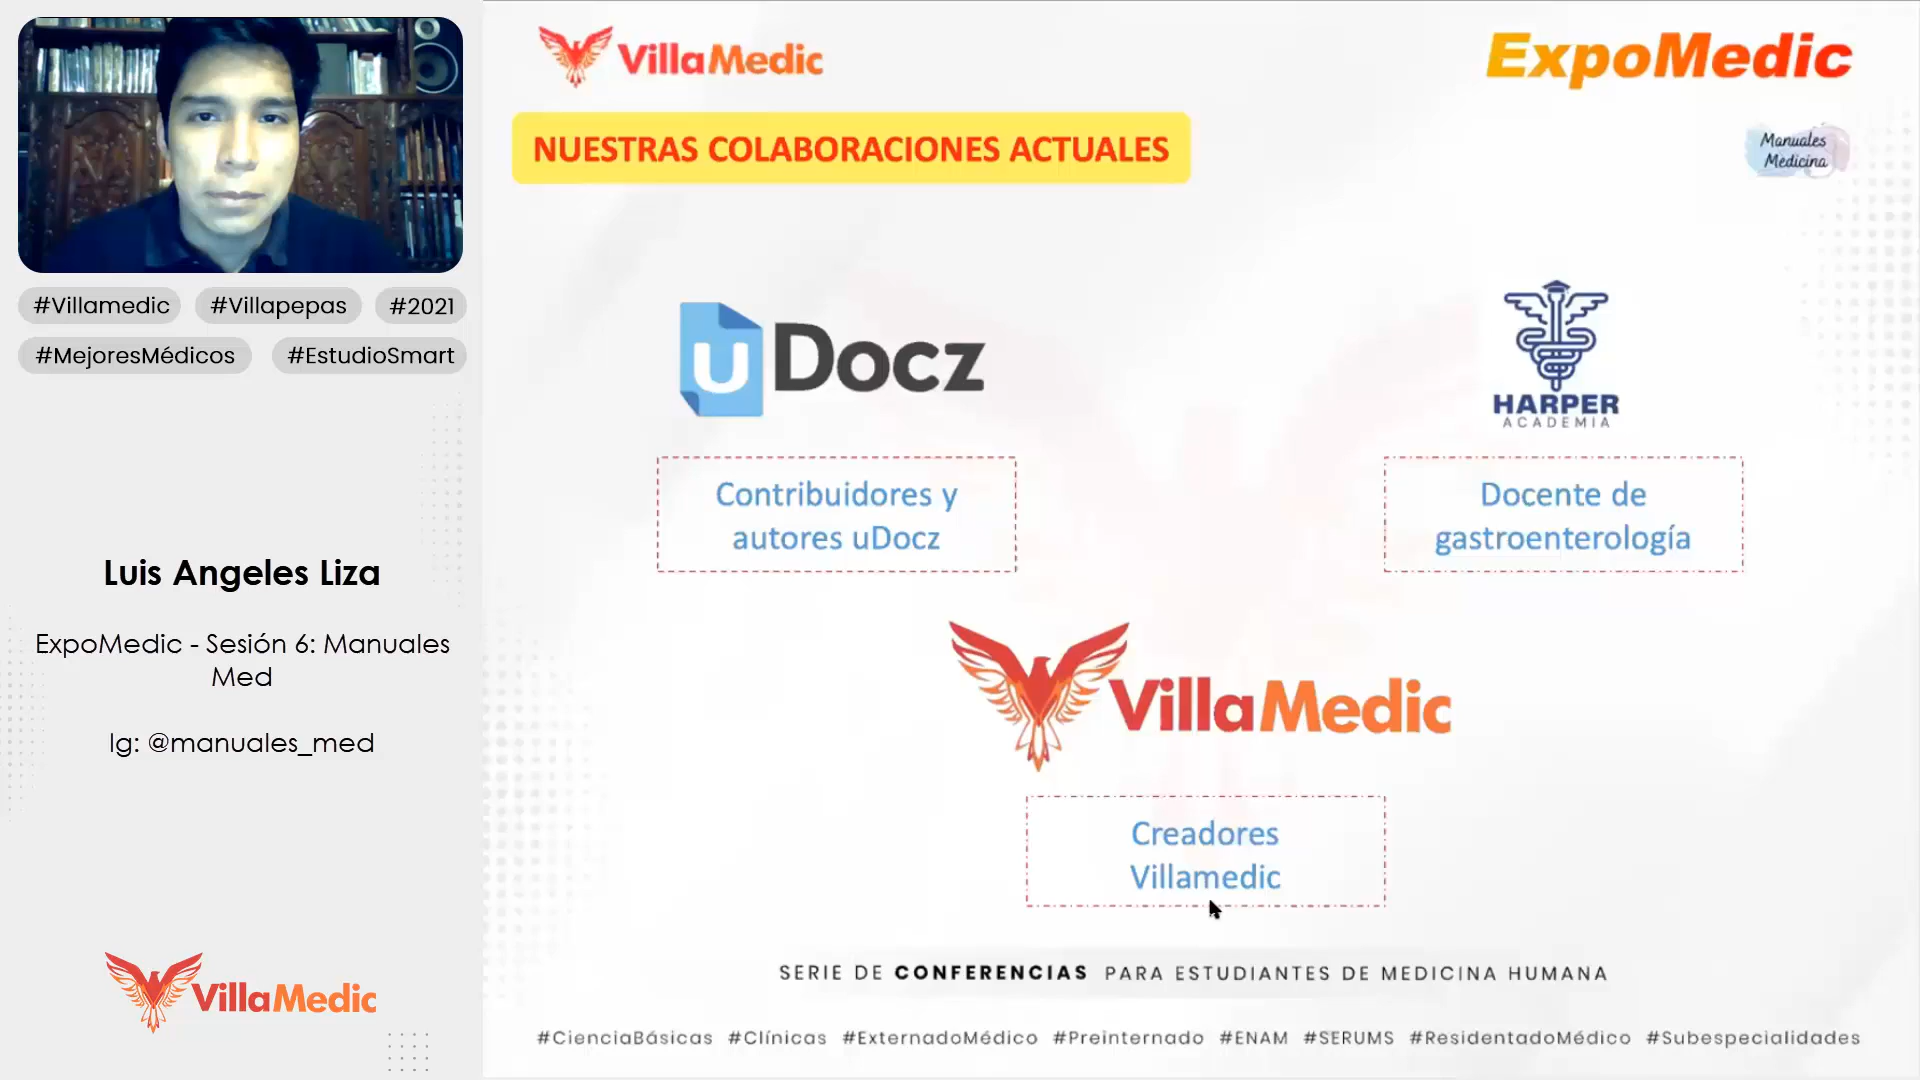 #Villamedic #Villapepas #2021
#MejoresMédicos #EstudioSmart
Luis Angeles Liza
ExpoMedic - Sesión 6: Manuales
Med
Ig: @manuales_med
VillaMedic
VillaMedic
ExpoMedic
NUESTRAS COLABORACIONES ACTUALES
Manuales
Medicina
u Docz
Contribuidores y
autores uDocz
HARPER
ACADEMIA
Docente de
gastroenterología
VillaMedic
Creadores
Villamedic
SERIE DE CONFERENCIAS PARA ESTUDIANTES DE MEDICINA HUMANA
#CienciaBásicas #Clínicas #ExternadoMédico #Preinternado #ENAM #SERUMS #ResidentadoMédico #Subespecialidades